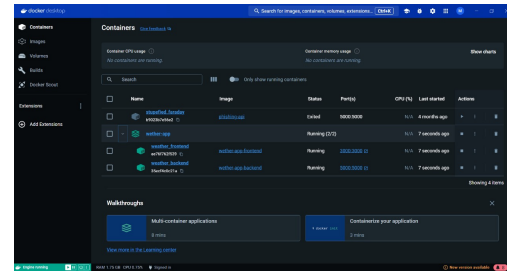 docker desktop
Search for images, containers, volumes, extensions... Ctrl+K
Containers
Images
Volumes
Builds
Docker Scout
Extensions
Add Extensions
Containers Give feedback
Container CPU usage
No containers are running.
Container memory usage
No containers are running.
Show charts
Search
Only show running containers
Name Image Status Port(s) CPU (%) Last started Actions
Exited 5000:5000 N/A 4 months ago
wether-app Running (2/2) N/A 7 seconds ago
weather_frontend
wether-app-frontend Running N/A 7 seconds ago
weather_backend
wether-app-backend Running N/A 7 seconds ago
Showing 4 items
Walkthroughs
Multi-container applications
8 mins
Containerize your application
3 mins
View more in the Learning center
Engine running
Signed in
New version available